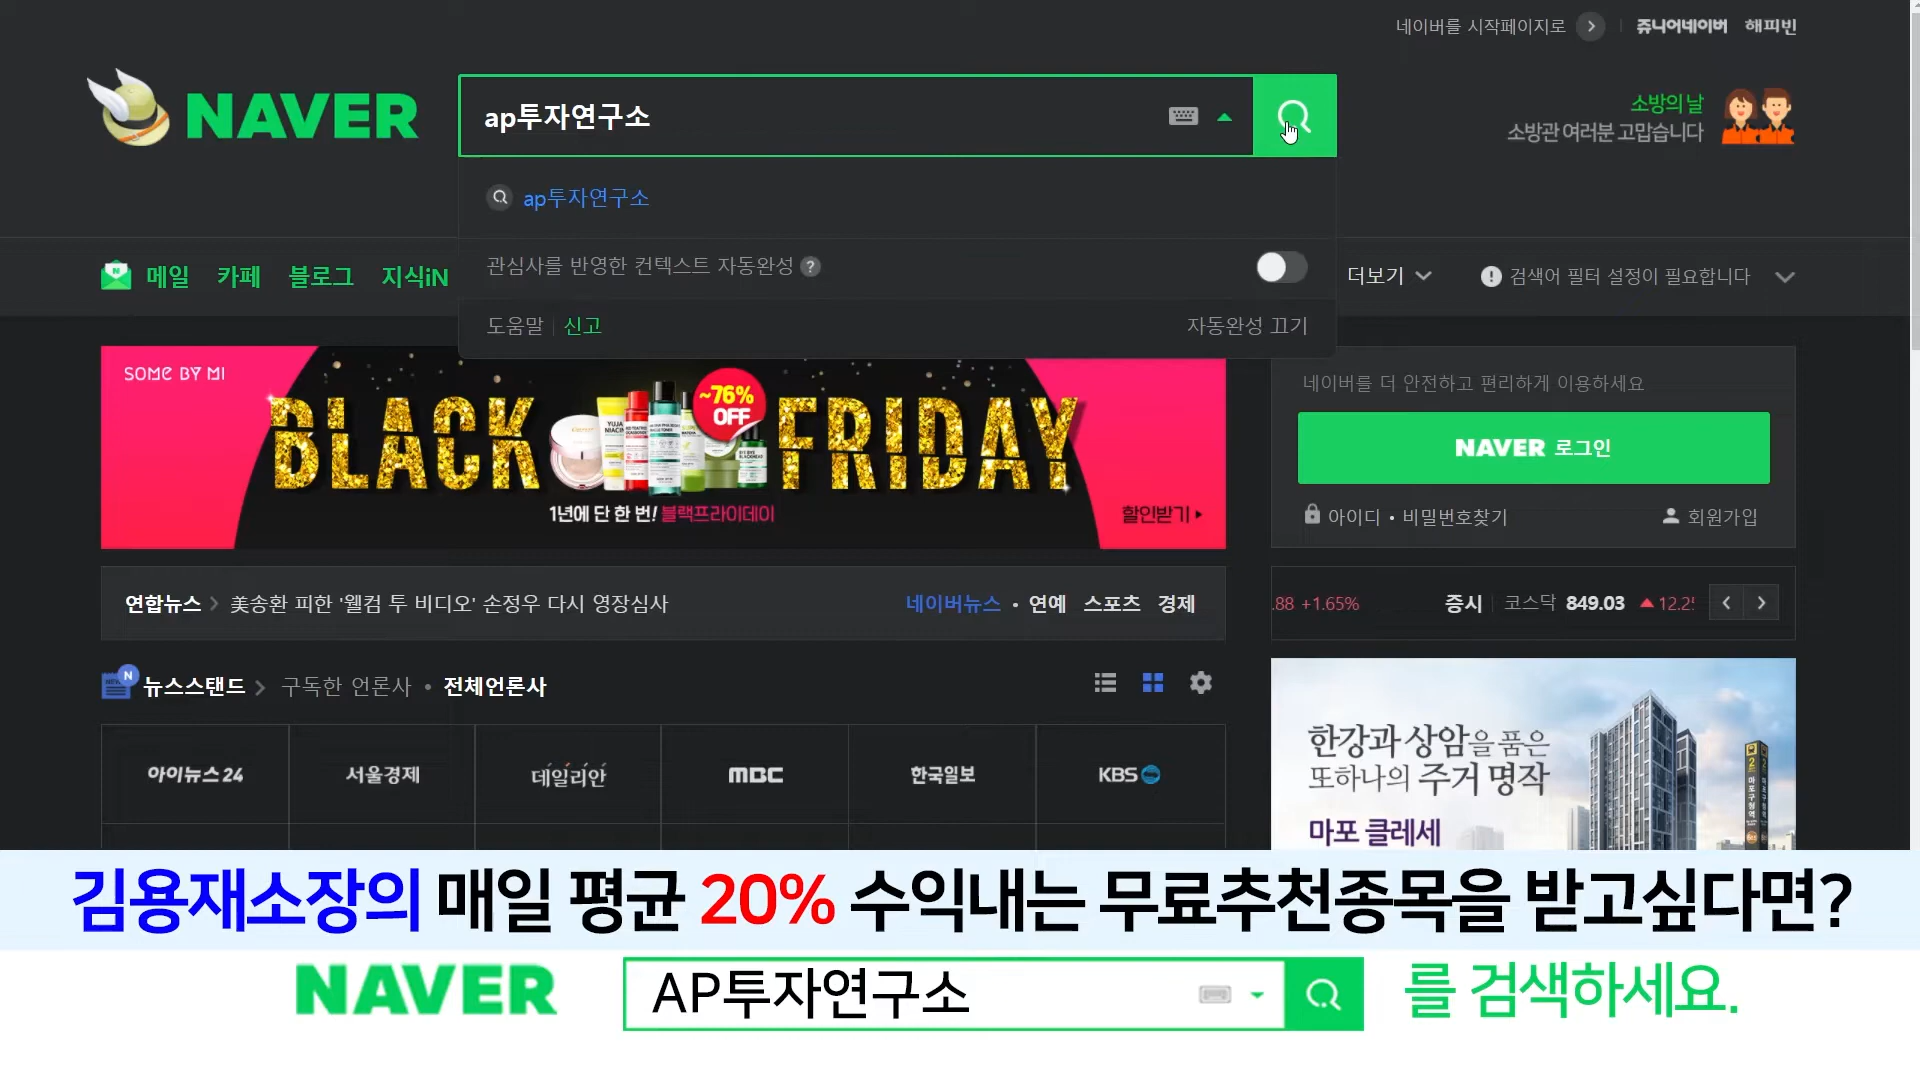 네이버를 시작페이지로
쥬니어네이버 해피빈
NAVER
ap투자연구소
소방의 날
소방관 여러분 고맙습니다
ap투자연구소
관심사를 반영한 컨텍스트 자동완성 ?
도움말 신고
자동완성 끄기
메일 카페 블로그 지식iN
더보기
검색어 필터 설정이 필요합니다
SOME BY MI
BLACK FRIDAY
~76%
OFF
1년에 단 한 번! 블랙프라이데이
할인받기
네이버를 더 안전하고 편리하게 이용하세요
NAVER 로그인
아이디 • 비밀번호찾기
회원가입
연합뉴스 > 美송환 피한 '웰컴 투 비디오' 손정우 다시 영장심사
네이버뉴스 • 연예 스포츠 경제
.88 +1.65%
증시 코스닥 849.03 ▲12.2
뉴스스탠드 > 구독한 언론사 • 전체언론사
아이뉴스24
서울경제
데일리안
MBC
한국일보
KBS
한강과 상암을 품은
또하나의 주거 명작
마포 클레세
김용재소장의 매일 평균 20% 수익내는 무료추천종목을 받고싶다면?
NAVER AP투자연구소 를 검색하세요.